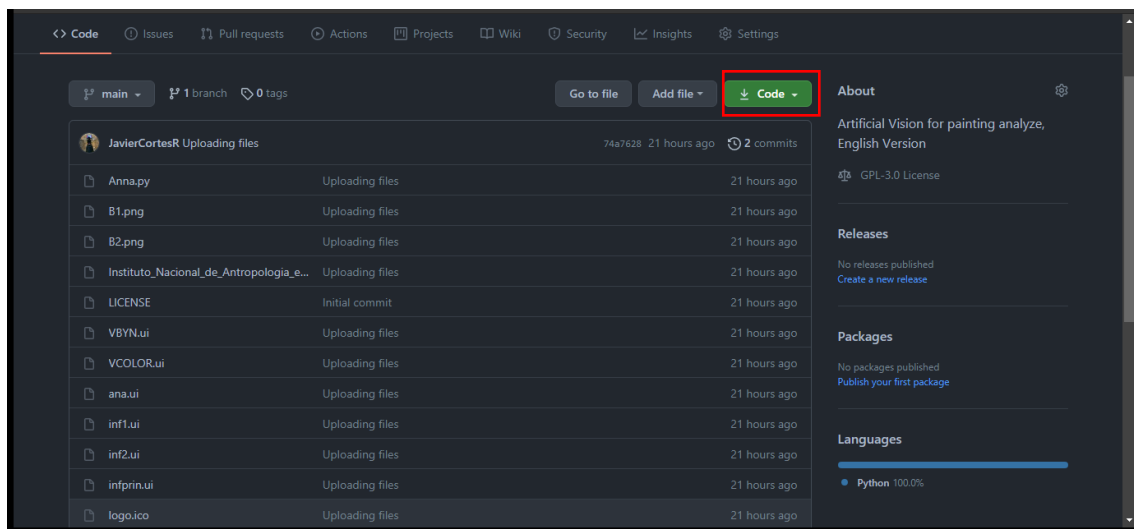 <> Code Issues Pull requests Actions Projects Wiki Security Insights Settings
main 1 branch 0 tags Go to file Add file Code
JavierCortesR Uploading files 74a7628 21 hours ago 2 commits
Anna.py Uploading files 21 hours ago
B1.png Uploading files 21 hours ago
B2.png Uploading files 21 hours ago
Instituto_Nacional_de_Antropologia_e... Uploading files 21 hours ago
LICENSE Initial commit 21 hours ago
VBYN.ui Uploading files 21 hours ago
VCOLOR.ui Uploading files 21 hours ago
ana.ui Uploading files 21 hours ago
inf1.ui Uploading files 21 hours ago
inf2.ui Uploading files 21 hours ago
infprin.ui Uploading files 21 hours ago
logo.ico Uploading files 21 hours ago
About
Artificial Vision for painting analyze,
English Version
GPL-3.0 License
Releases
No releases published
Create a new release
Packages
No packages published
Publish your first package
Languages
Python 100.0%